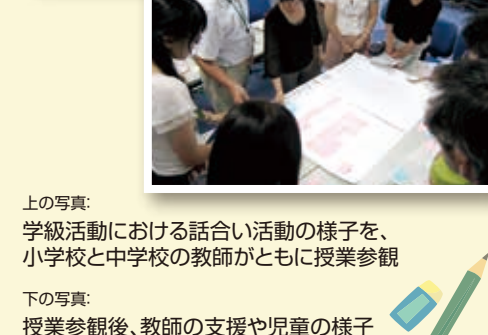 上の写真:
学級活動における話合い活動の様子を、
小学校と中学校の教師がともに授業参観
下の写真:
授業参観後、教師の支援や児童の様子